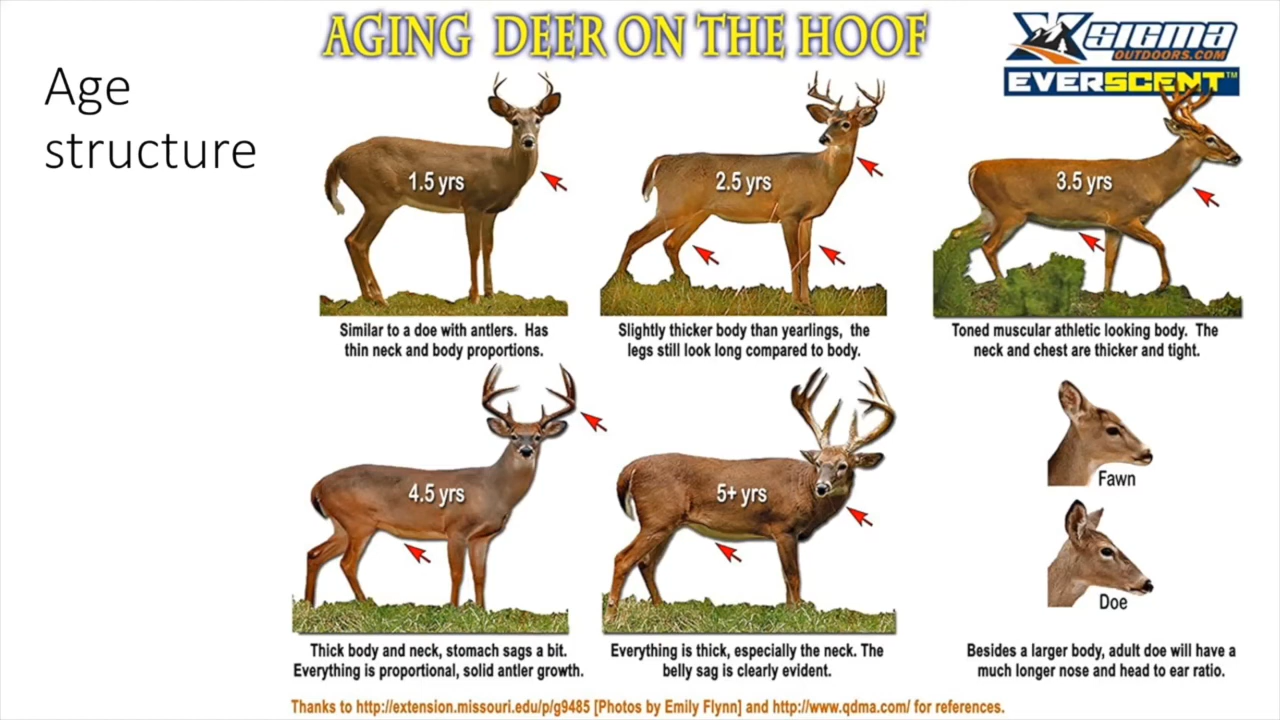 Age
structure
AGING DEER ON THE HOOF
XSIGMA
OUTDOORS.COM
EVERSCENT™
1.5 yrs
2.5 yrs
3.5 yrs
Similar to a doe with antlers. Has
thin neck and body proportions.
Slightly thicker body than yearlings, the
legs still look long compared to body.
Toned muscular athletic looking body. The
neck and chest are thicker and tight.
4.5 yrs
5+ yrs
Fawn
Doe
Thick body and neck, stomach sags a bit.
Everything is proportional, solid antler growth.
Everything is thick, especially the neck. The
belly sag is clearly evident.
Besides a larger body, adult doe will have a
much longer nose and head to ear ratio.
Thanks to http://extension.missouri.edu/p/g9485 [Photos by Emily Flynn] and http://www.qdma.com/ for references.